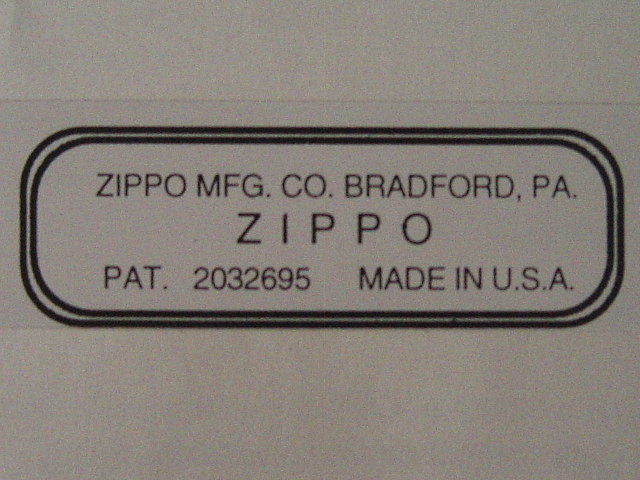 ZIPPO MFG. CO. BRADFORD, PA.
ZIPPO
PAT. 2032695 MADE IN U.S.A.